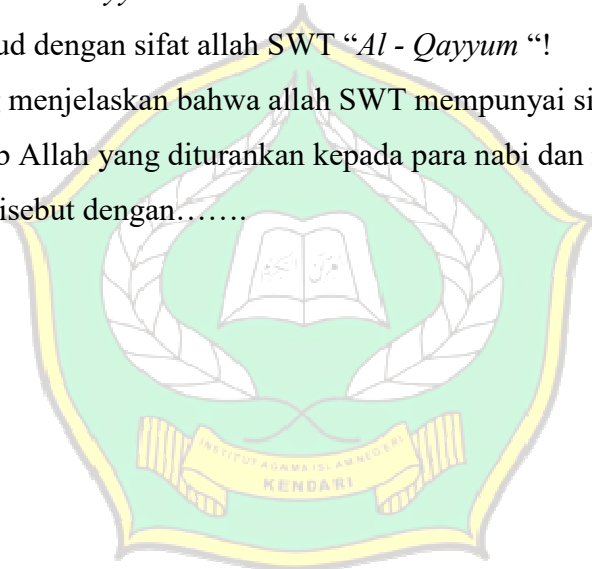 ud dengan sifat allah SWT “Al - Qayyum “!
menjelaskan bahwa allah SWT mempunyai si
b Allah yang diturankan kepada para nabi dan
isebut dengan…….
INSTITUT AGAMA ISLAM NEGERI
KENDARI